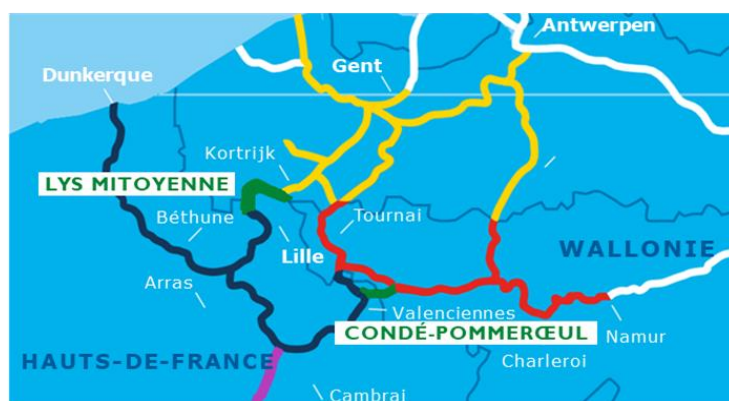 Antwerpen
Gent
Dunkerque
Kortrijk
LYS MITOYENNE
Béthune
Tournai
Lille
WALLONIE
Arras
Valenciennes
CONDÉ-POMMERŒUL
Namur
HAUTS-DE-FRANCE
Charleroi
Cambrai